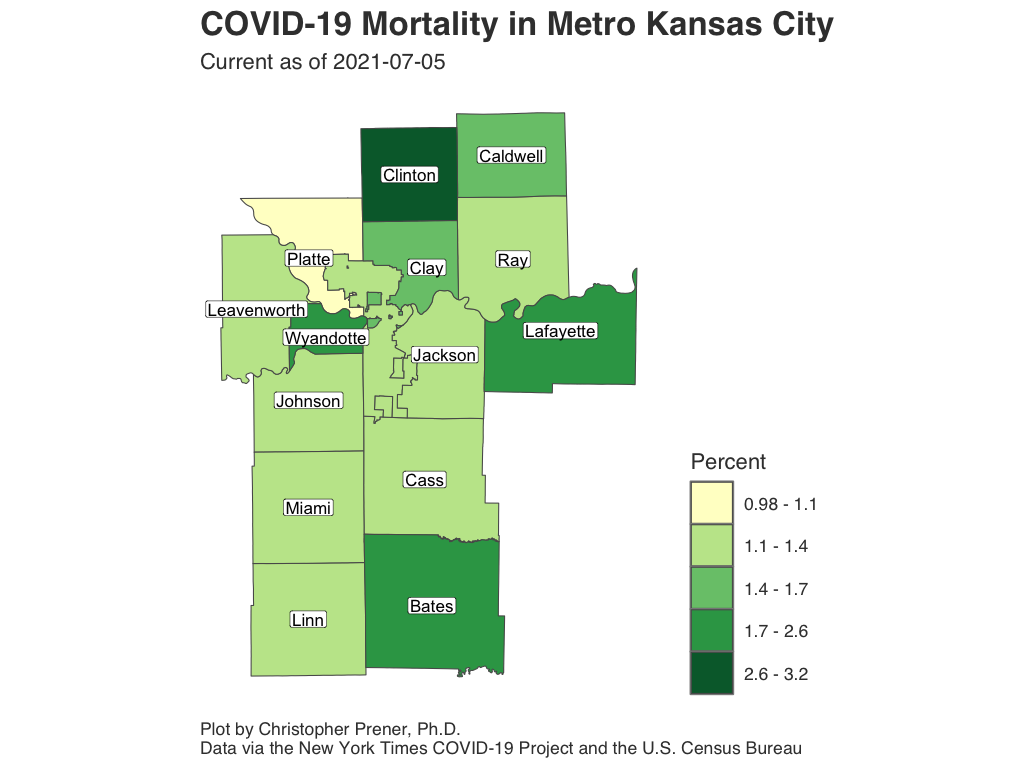 COVID-19 Mortality in Metro Kansas City
Current as of 2021-07-05
Caldwell
Clinton
Platte
Clay
Ray
Leavenworth
Wyandotte
Lafayette
Jackson
Johnson
Cass
Miami
Bates
Linn
Percent
0.98 - 1.1
1.1 - 1.4
1.4 - 1.7
1.7 - 2.6
2.6 - 3.2
Plot by Christopher Prener, Ph.D.
Data via the New York Times COVID-19 Project and the U.S. Census Bureau